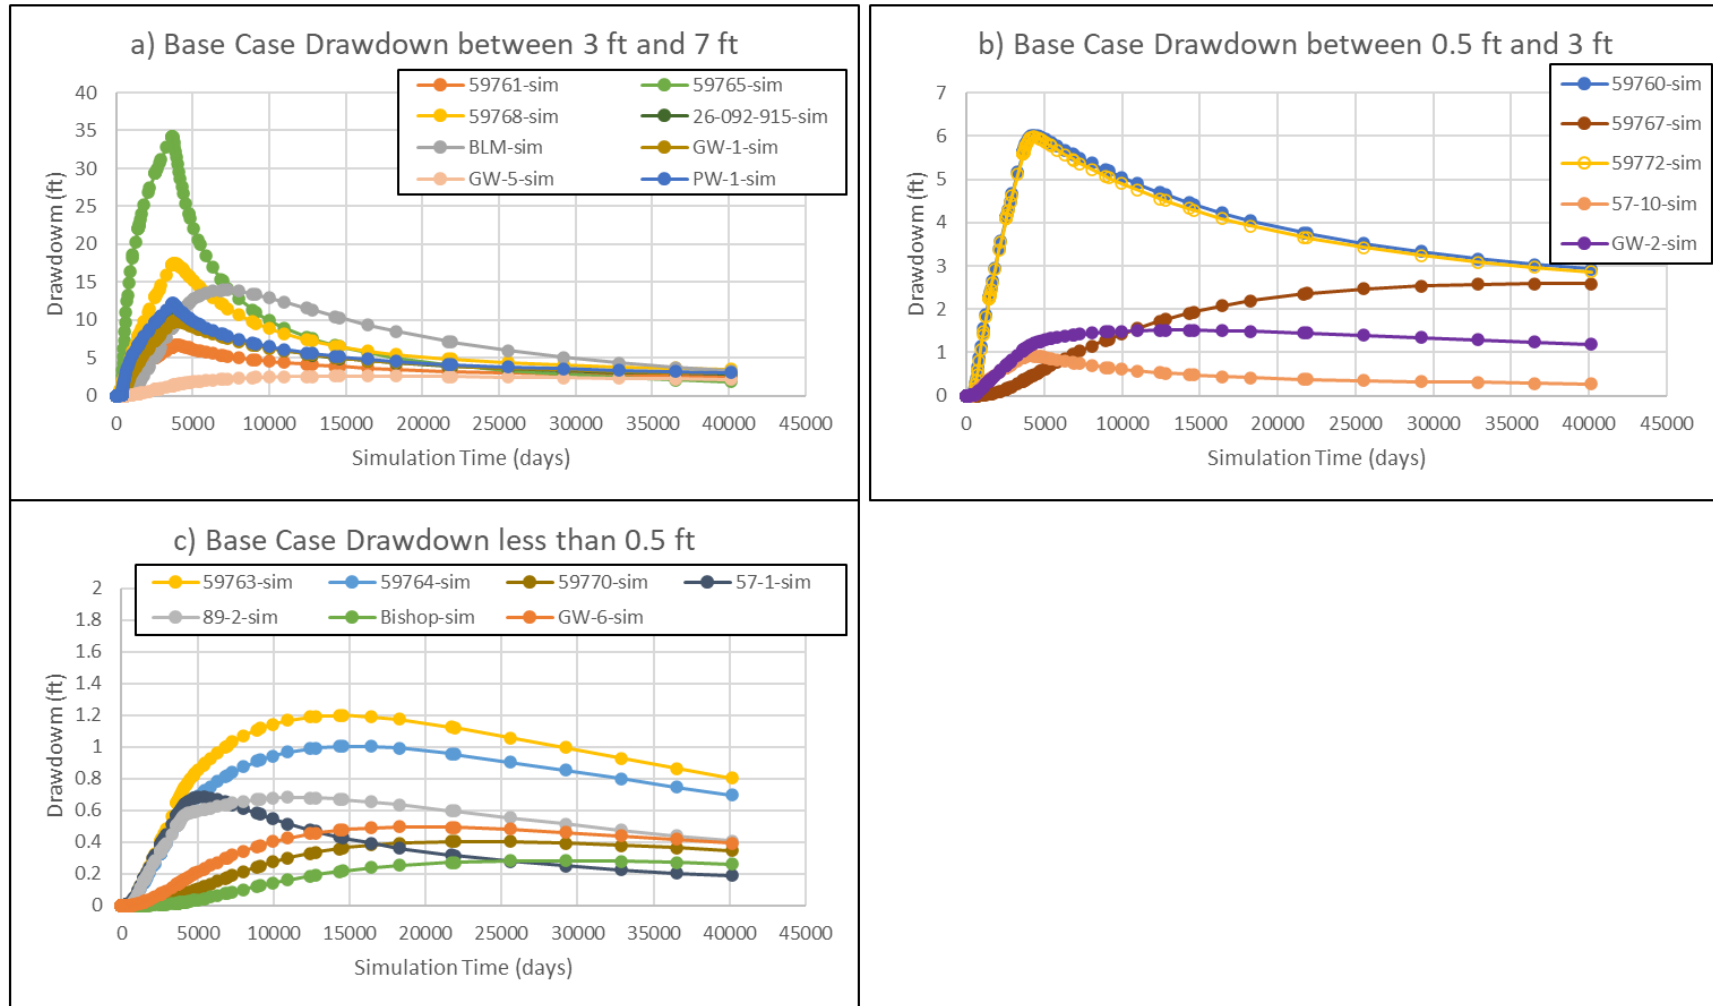 a) Base Case Drawdown between 3 ft and 7 ft
59761-sim 59765-sim
59768-sim 26-092-915-sim
BLM-sim GW-1-sim
GW-5-sim PW-1-sim
40
35
30
25
20
15
10
5
0
Drawdowm (ft)
0 5000 10000 15000 20000 25000 30000 35000 40000 45000
Simulation Time (days)
b) Base Case Drawdown between 0.5 ft and 3 ft
59760-sim
59767-sim
59772-sim
57-10-sim
GW-2-sim
7
6
5
4
3
2
1
0
Drawdowm (ft)
0 5000 10000 15000 20000 25000 30000 35000 40000 45000
Simulation Time (days)
c) Base Case Drawdown less than 0.5 ft
59763-sim 59764-sim 59770-sim 57-1-sim
89-2-sim Bishop-sim GW-6-sim
2
1.8
1.6
1.4
1.2
1
0.8
0.6
0.4
0.2
0
Drawdowm (ft)
0 5000 10000 15000 20000 25000 30000 35000 40000 45000
Simulation Time (days)